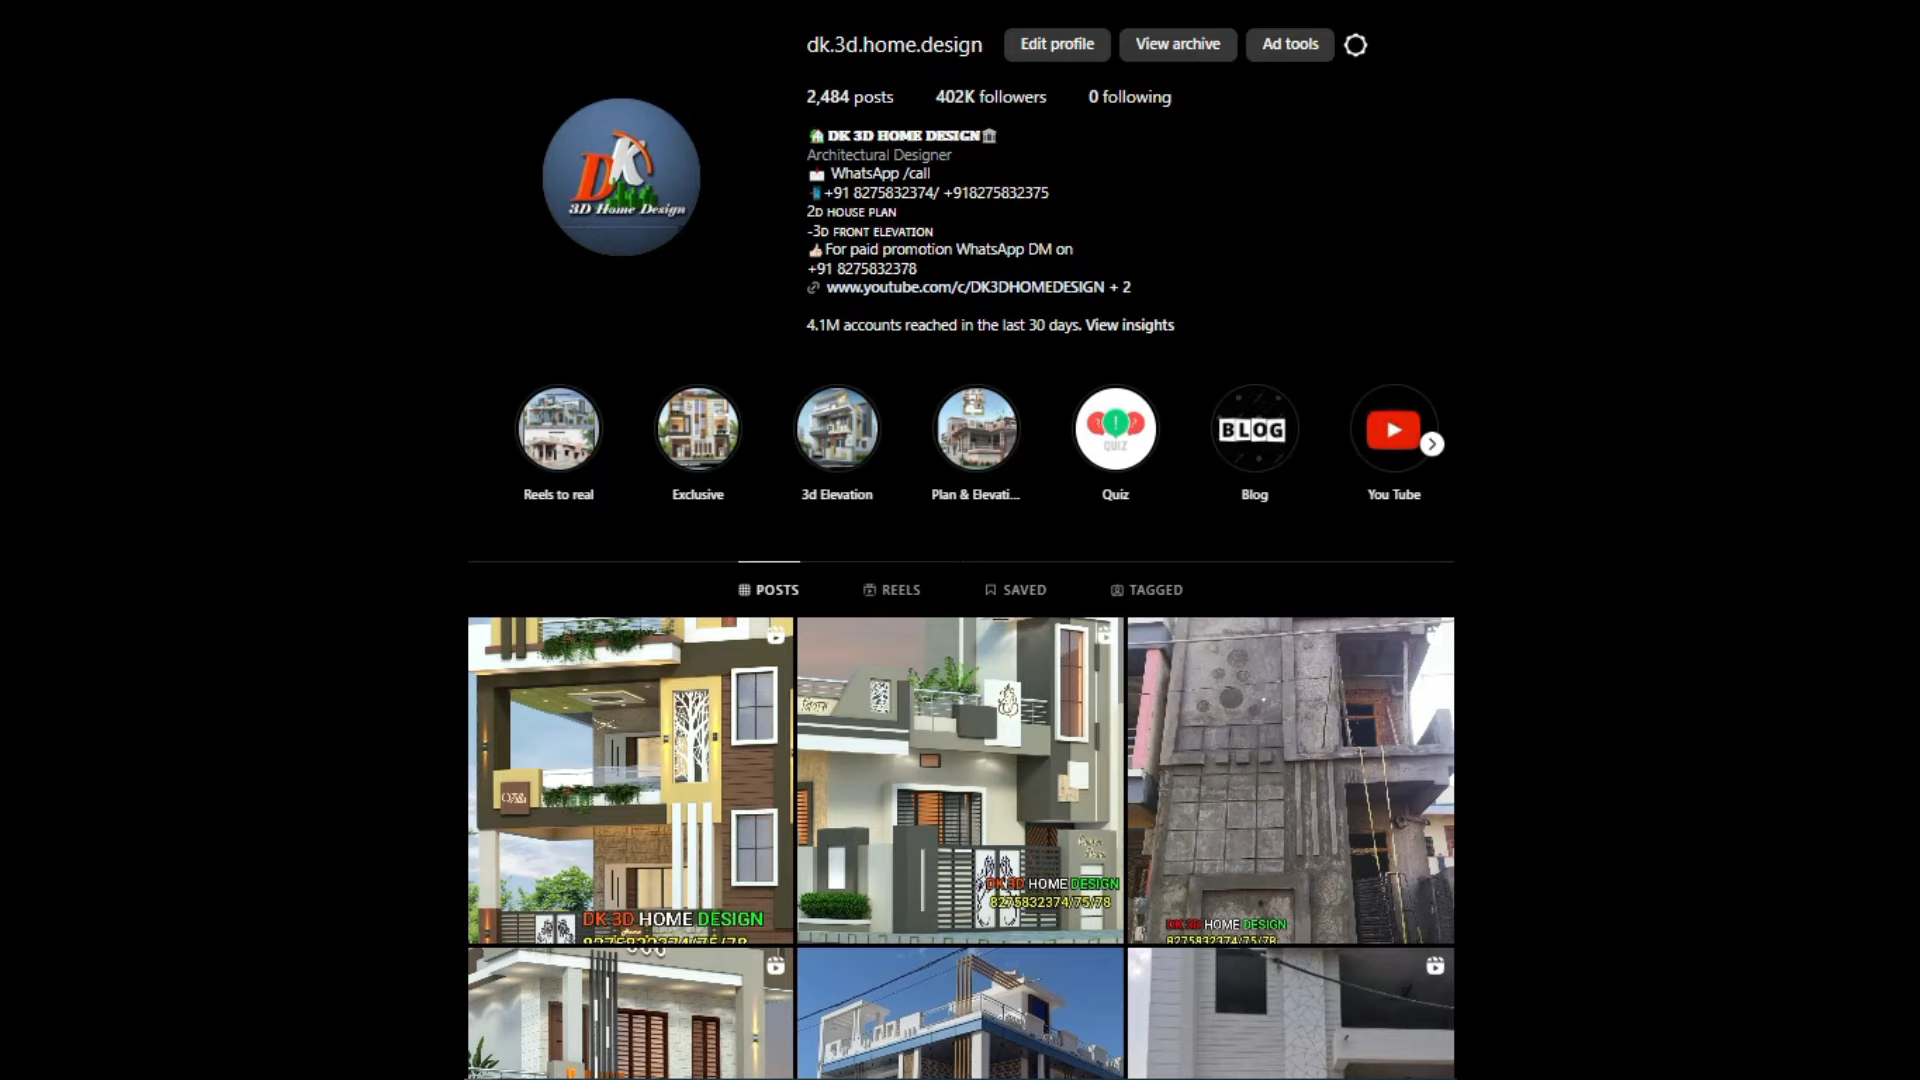 dk.3d.home.design Edit profile View archive Ad tools
2,484 posts 402K followers 0 following
DK 3D HOME DESIGN
Architectural Designer
WhatsApp /call
+91 8275832374/ +918275832375
2D HOUSE PLAN
-3D FRONT ELEVATION
For paid promotion WhatsApp DM on
+91 8275832378
www.youtube.com/c/DK3DHOMEDESIGN + 2
4.1M accounts reached in the last 30 days. View insights
DK
3D Home Design
QUIZ
BLOG
Reels to real Exclusive 3d Elevation Plan & Elevati... Quiz Blog You Tube
POSTS REELS SAVED TAGGED
DK 3D HOME DESIGN
8275832374/75/78
DK 3D HOME DESIGN
8275832374/75/78
DK 3D HOME DESIGN
8275832374/75/78